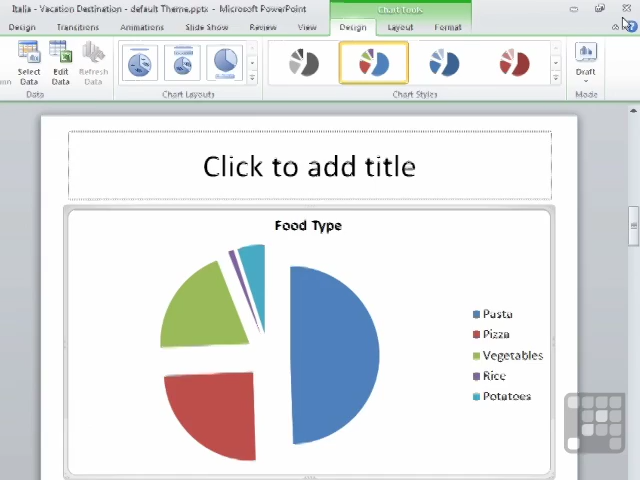 Italia - Vacation Destination - default Theme.pptx - Microsoft PowerPoint
Chart Tools
Design Transitions Animations Slide Show Review View Design Layout Format
Select Data
Edit Data
Refresh Data
Draft
Data Chart Layouts Chart Styles Mode
Click to add title
Food Type
Pasta
Pizza
Vegetables
Rice
Potatoes